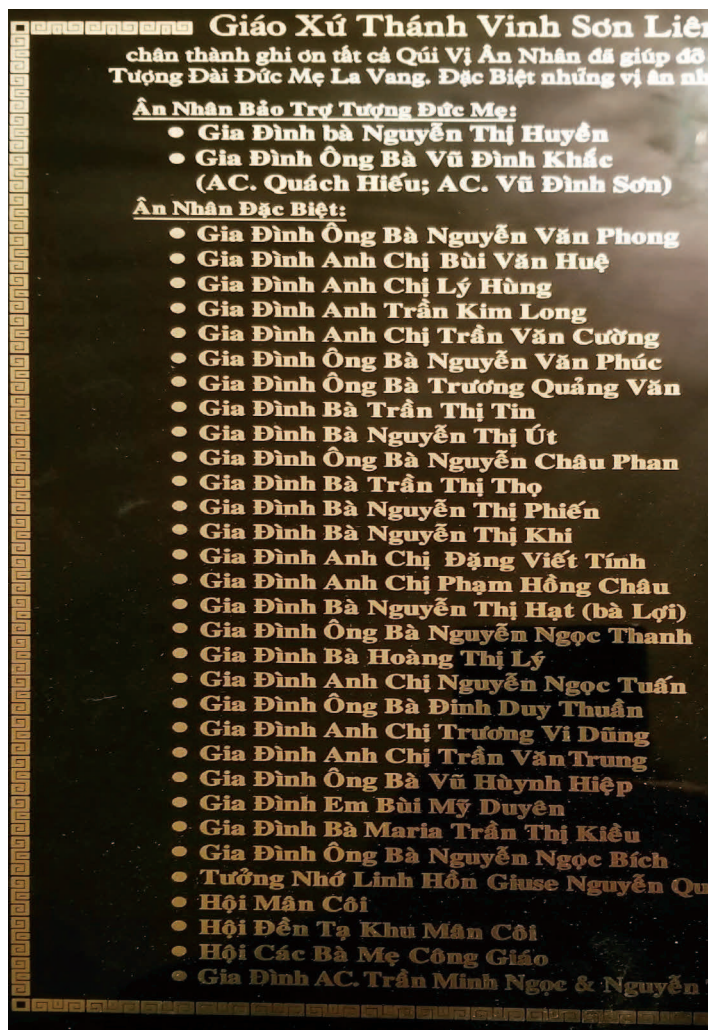 Giáo Xứ Thánh Vinh Sơn Liêm
chân thành ghi ơn tất cả Qúi Vị Ân Nhân đã giúp đỡ
Tượng Đài Đức Mẹ La Vang. Đặc Biệt những vị ân
Ân Nhân Bảo Trợ Tượng Đức Mẹ:
• Gia Đình bà Nguyễn Thị Huyền
• Gia Đình Ông Bà Vũ Đình Khắc
(AC. Quách Hiếu; AC. Vũ Đình Sơn)
Ân Nhân Đặc Biệt:
• Gia Đình Ông Bà Nguyễn Văn Phong
• Gia Đình Anh Chị Bùi Văn Huệ
• Gia Đình Anh Chị Lý Hùng
• Gia Đình Anh Trần Kim Long
• Gia Đình Anh Chị Trần Văn Cường
• Gia Đình Ông Bà Nguyễn Văn Phúc
• Gia Đình Ông Bà Trương Quảng Văn
• Gia Đình Bà Trần Thị Tin
• Gia Đình Bà Nguyễn Thị Út
• Gia Đình Ông Bà Nguyễn Châu Phan
• Gia Đình Bà Trần Thị Thọ
• Gia Đình Bà Nguyễn Thị Phiến
• Gia Đình Bà Nguyễn Thị Khi
• Gia Đình Anh Chị Đặng Viết Tính
• Gia Đình Anh Chị Phạm Hồng Châu
• Gia Đình Bà Nguyễn Thị Hạt (bà Lợi)
• Gia Đình Ông Bà Nguyễn Ngọc Thanh
• Gia Đình Bà Hoàng Thị Lý
• Gia Đình Anh Chị Nguyễn Ngọc Tuấn
• Gia Đình Ông Bà Đinh Duy Thuần
• Gia Đình Anh Chị Trương Vi Dũng
• Gia Đình Anh Chị Trần Văn Trung
• Gia Đình Ông Bà Vũ Hùynh Hiệp
• Gia Đình Em Bùi Mỹ Duyên
• Gia Đình Bà Maria Trần Thị Kiều
• Gia Đình Ông Bà Nguyễn Ngọc Bích
• Tưởng Nhớ Linh Hồn Giuse Nguyễn
• Hội Mân Côi
• Hội Đền Tạ Khu Mân Côi
• Hội Các Bà Mẹ Công Giáo
• Gia Đình AC. Trần Minh Ngọc & Nguyễn